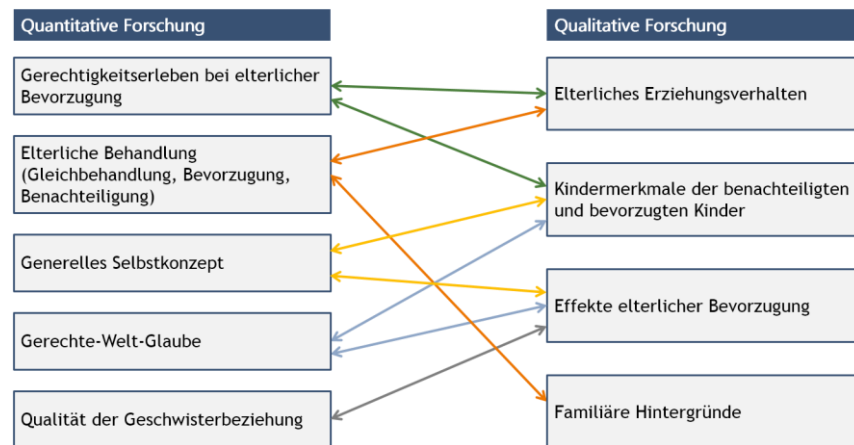 Quantitative Forschung
Gerechtigkeitserleben bei elterlicher
Bevorzugung
Elterliche Behandlung
(Gleichbehandlung, Bevorzugung,
Benachteiligung)
Generelles Selbstkonzept
Gerechte-Welt-Glaube
Qualität der Geschwisterbeziehung
Qualitative Forschung
Elterliches Erziehungsverhalten
Kindermerkmale der benachteiligten
und bevorzugten Kinder
Effekte elterlicher Bevorzugung
Familiäre Hintergründe